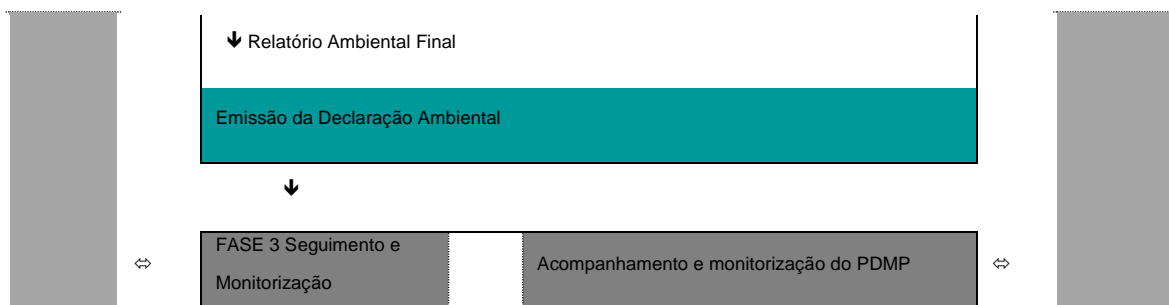 🡻 Relatório Ambiental Final
Emissão da Declaração Ambiental
🡻
FASE 3 Seguimento e
Monitorização
⬄ Acompanhamento e monitorização do PDMP ⬄